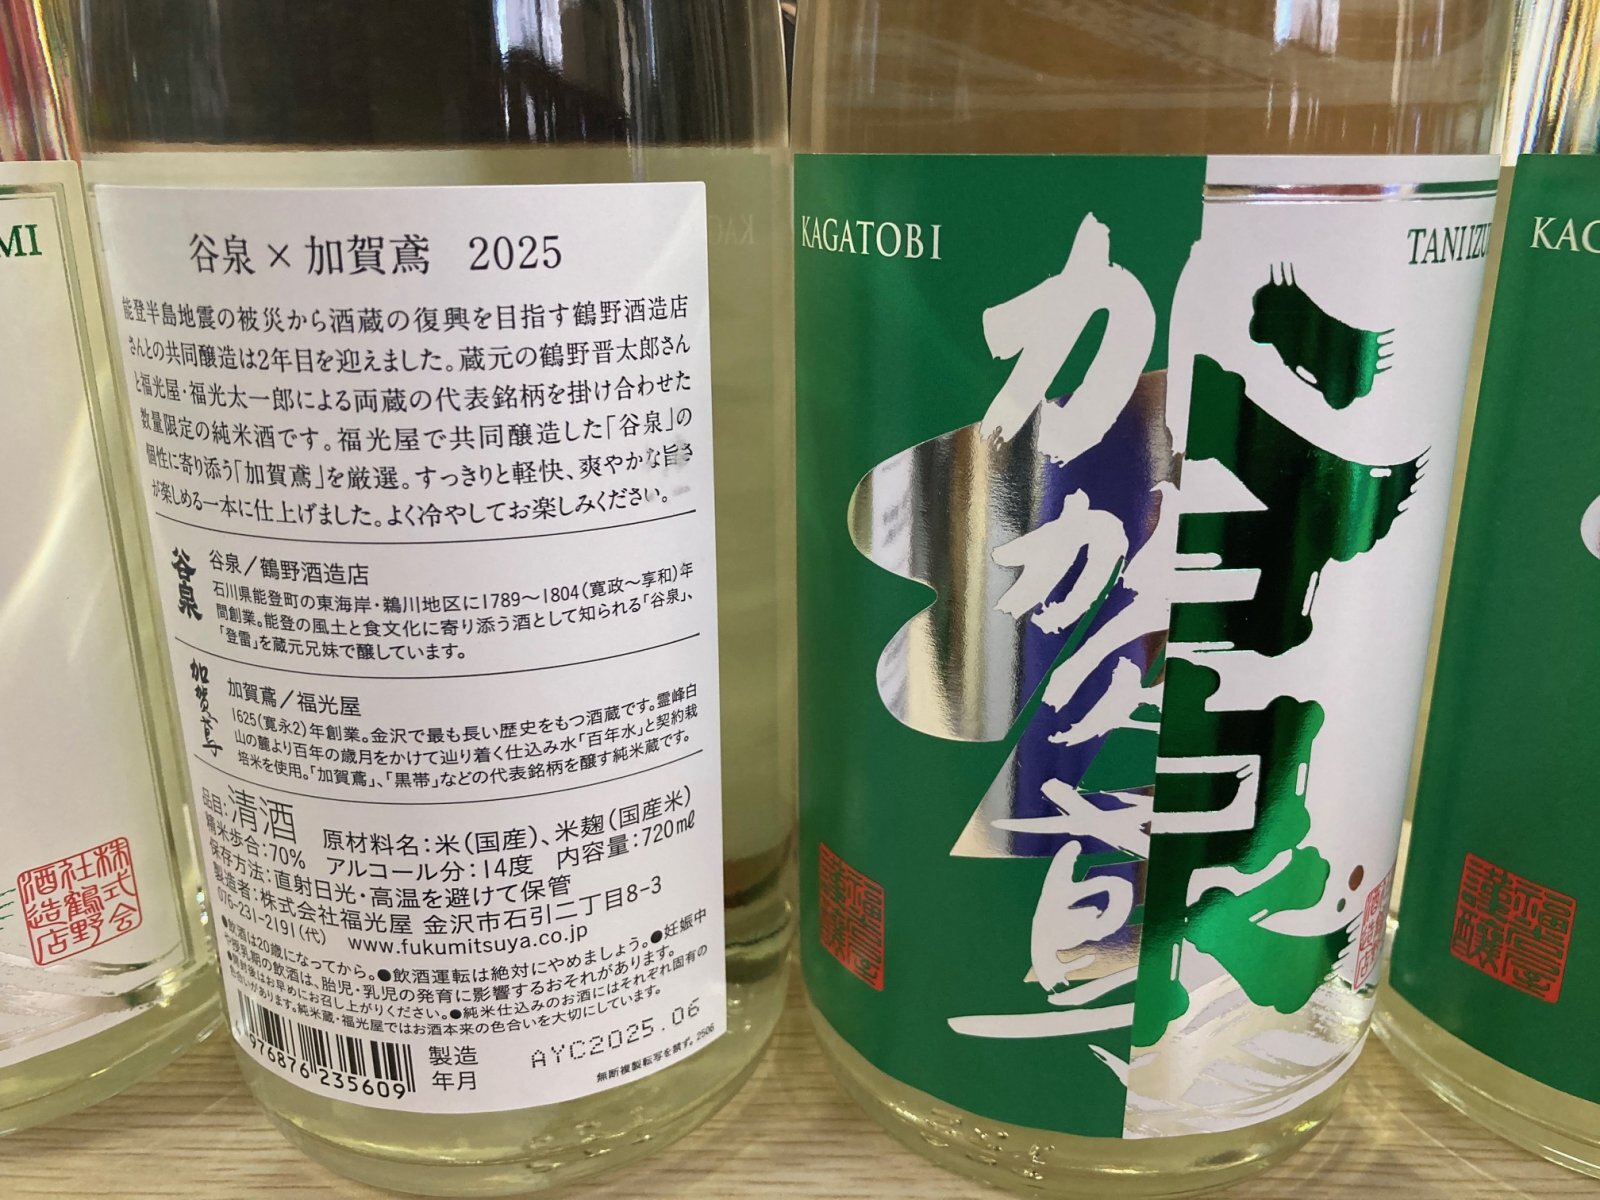 MI
株式会
社鶴野
酒造店
谷泉×加賀鳶 2025
能登半島地震の被災から酒蔵の復興を目指す鶴野酒造店
さんとの共同醸造は2年目を迎えました。蔵元の鶴野晋太郎さん
と福光屋・福光太一郎による両蔵の代表銘柄を掛け合わせた
数量限定の純米酒です。福光屋で共同醸造した「谷泉」の
個性に寄り添う「加賀鳶」を厳選。すっきりと軽快、爽やかな旨さ
が楽しめる一本に仕上げました。よく冷やしてお楽しみください。
谷泉
谷泉／鶴野酒造店
石川県能登町の東海岸・鵜川地区に1789～1804(寛政～享和)年
間創業。能登の風土と食文化に寄り添う酒として知られる「谷泉」、
「登雷」を蔵元兄妹で醸しています。
加賀鳶
加賀鳶／福光屋
1625(寛永2)年創業。金沢で最も長い歴史をもつ酒蔵です。霊峰白
山の麓より百年の歳月をかけて辿り着く仕込み水「百年水」と契約栽
培米を使用。「加賀鳶」、「黒帯」などの代表銘柄を醸す純米蔵です。
品目:清酒 原材料名:米(国産)、米麹(国産米)
精米歩合:70% アルコール分:14度 内容量:720mℓ
保存方法:直射日光・高温を避けて保管
製造者:株式会社福光屋 金沢市石引二丁目8-3
076-231-2191(代) www.fukumitsuya.co.jp
●飲酒は20歳になってから。●飲酒運転は絶対にやめましょう。●妊娠中
や授乳期の飲酒は、胎児・乳児の発育に影響するおそれがあります。
●開封後はお早めにお召し上がりください。●純米仕込みのお酒にはそれぞれ固有の
色合いがあります。純米蔵・福光屋ではお酒本来の色合いを大切にしています。
976876 235609
製造
年月
AYC2025.06
無断複製転写を禁ず。2506
KAGATOBI
TANIIZU
加賀
KAG
福光屋
謹醸